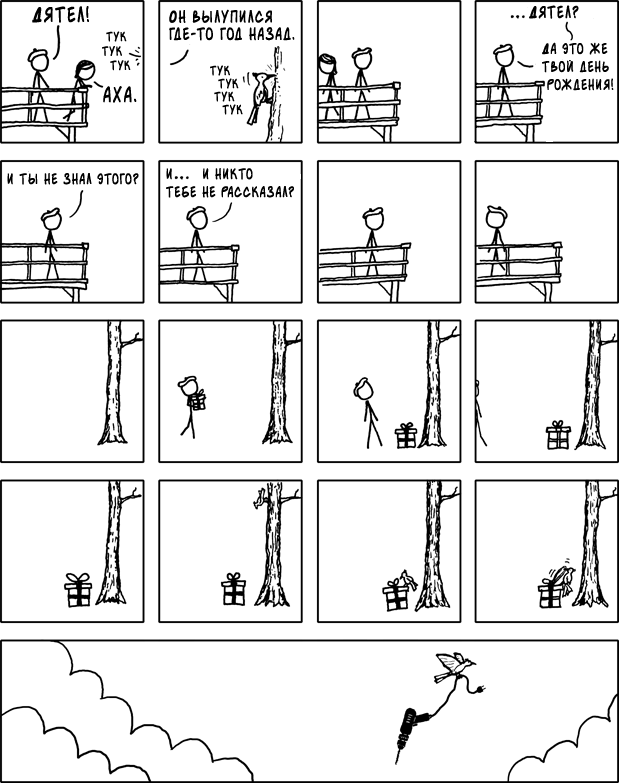 ДЯТЕЛ!
ТУК
ТУК
ТУК
АХА.
ОН ВЫЛУПИЛСЯ
ГДЕ-ТО ГОД НАЗАД.
ТУК
ТУК
ТУК
ТУК
...ДЯТЕЛ?
ДА ЭТО ЖЕ
ТВОЙ ДЕНЬ
РОЖДЕНИЯ!
И ТЫ НЕ ЗНАЛ ЭТОГО?
И... И НИКТО
ТЕБЕ НЕ РАССКАЗАЛ?